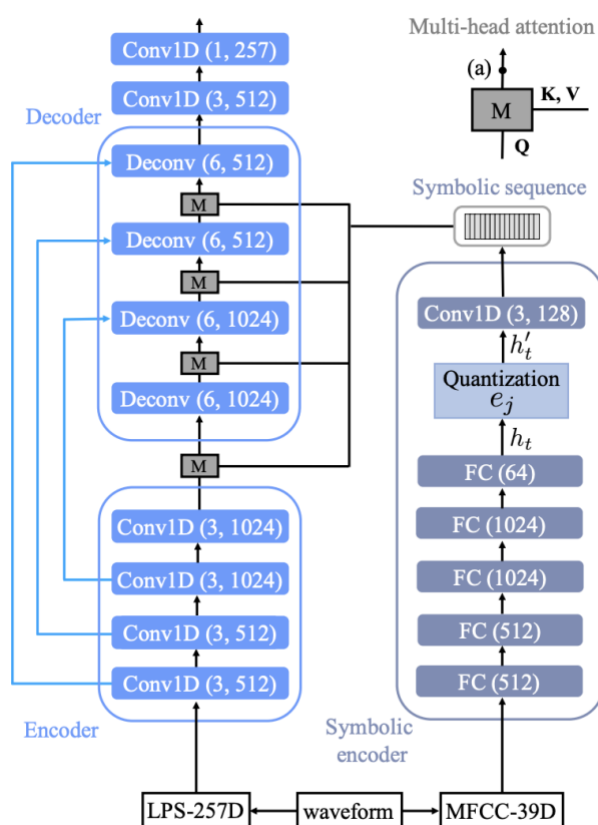 Conv1D (1, 257)
Conv1D (3, 512)
Decoder
Deconv (6, 512)
M
Deconv (6, 512)
M
Deconv (6, 1024)
M
Deconv (6, 1024)
M
Conv1D (3, 1024)
Conv1D (3, 1024)
Conv1D (3, 512)
Conv1D (3, 512)
Encoder
LPS-257D
waveform
MFCC-39D
Multi-head attention
(a)
K, V
M
Q
Symbolic sequence
Conv1D (3, 128)
h′t
Quantization
ej
ht
FC (64)
FC (1024)
FC (1024)
FC (512)
FC (512)
Symbolic
encoder